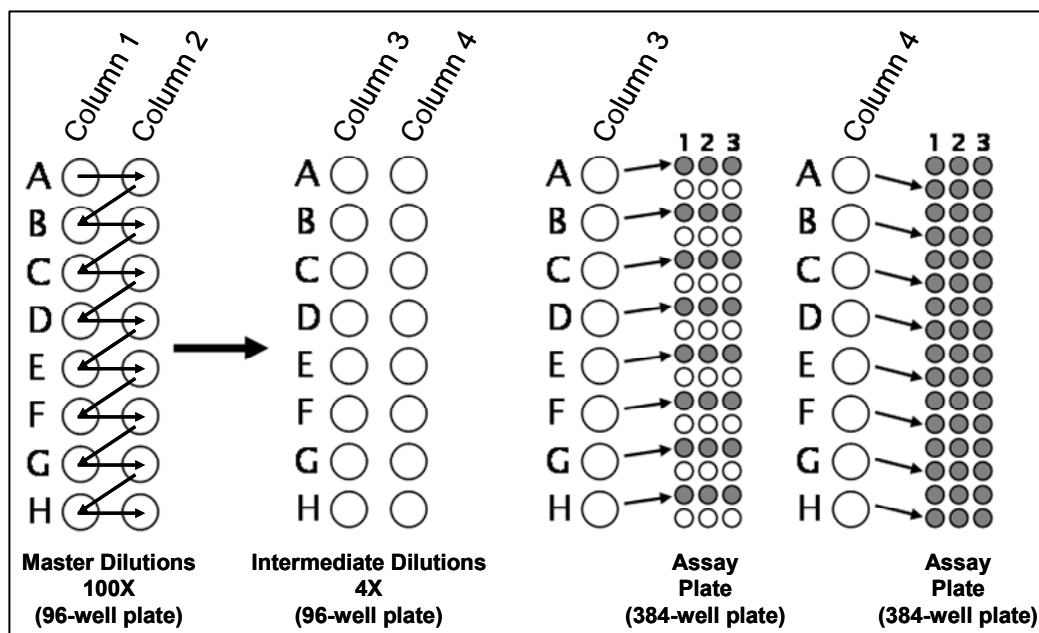 Column 1
Column 2
Column 3
Column 4
Column 3
Column 4
1 2 3
1 2 3
A
B
C
D
E
F
G
H
A
B
C
D
E
F
G
H
A
B
C
D
E
F
G
H
A
B
C
D
E
F
G
H
Master Dilutions
100X
(96-well plate)
Intermediate Dilutions
4X
(96-well plate)
Assay
Plate
(384-well plate)
Assay
Plate
(384-well plate)